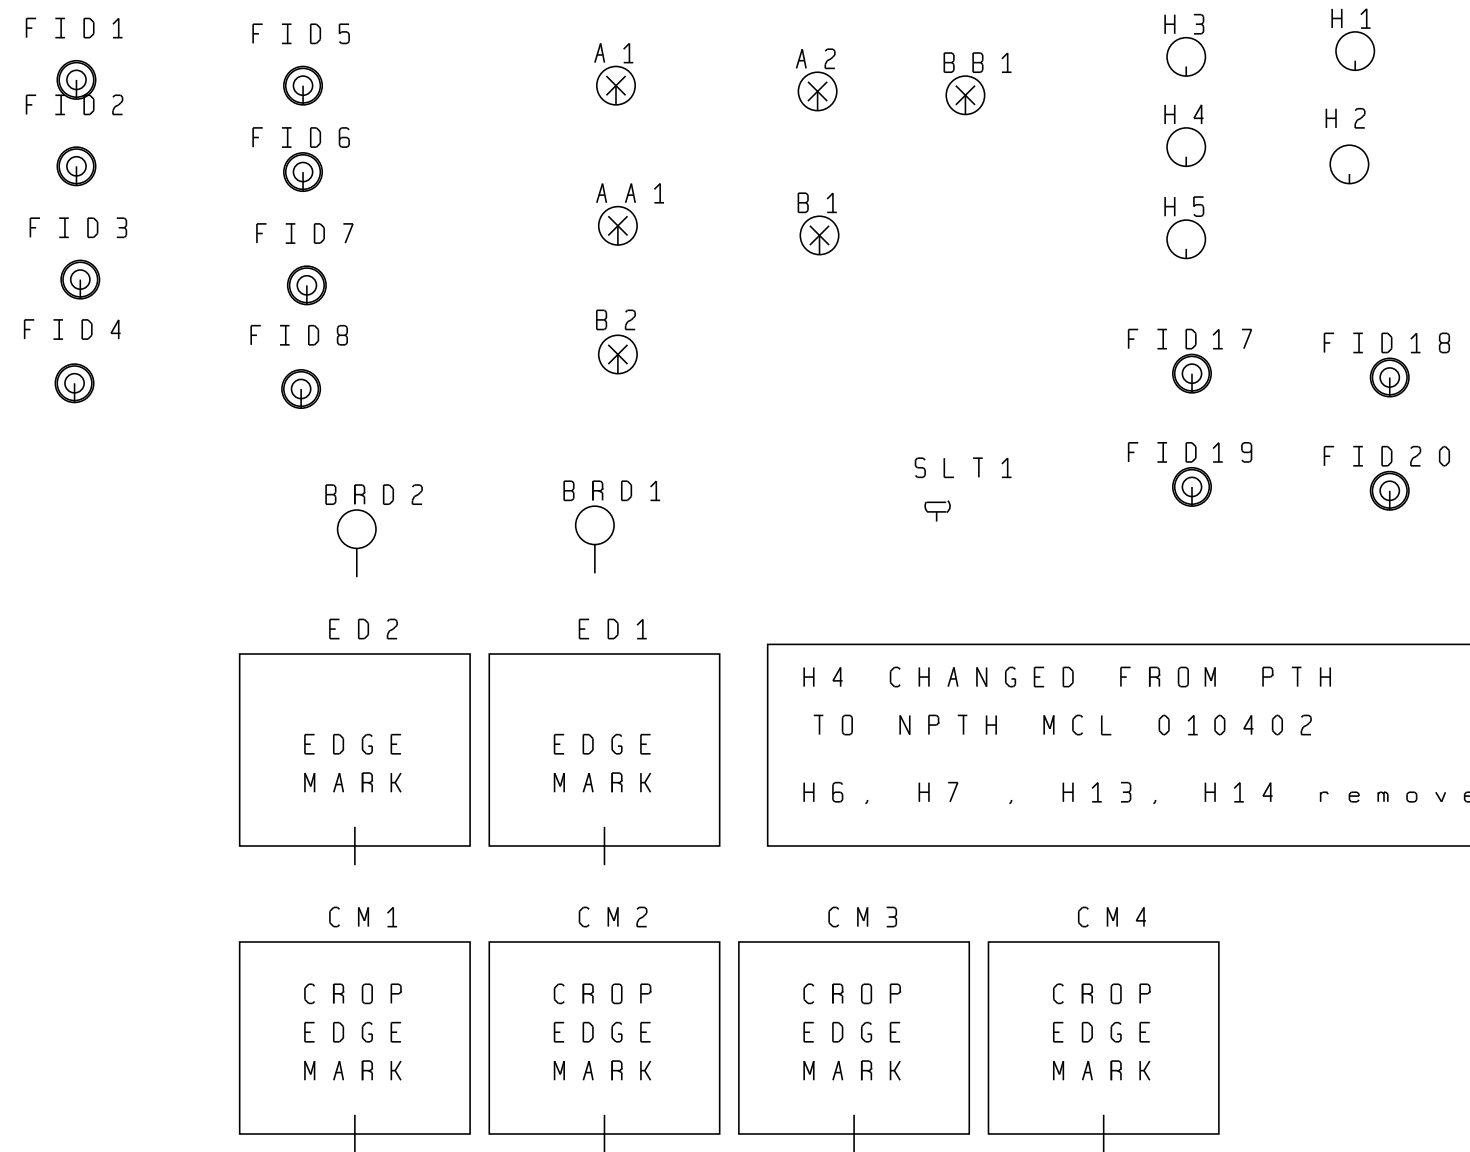 FID1
FID5
A1
A2
BB1
H3
H1
FID2
FID6
H4
H2
AA1
B1
H5
FID3
FID7
B2
FID4
FID8
FID17
FID18
SLT1
FID19
FID20
BRD2
BRD1
ED2
ED1
EDGE
MARK
EDGE
MARK
H4 CHANGED FROM PTH
TO NPTH MCL 010402
H6, H7 , H13, H14 remove
CM1
CM2
CM3
CM4
CROP
EDGE
MARK
CROP
EDGE
MARK
CROP
EDGE
MARK
CROP
EDGE
MARK